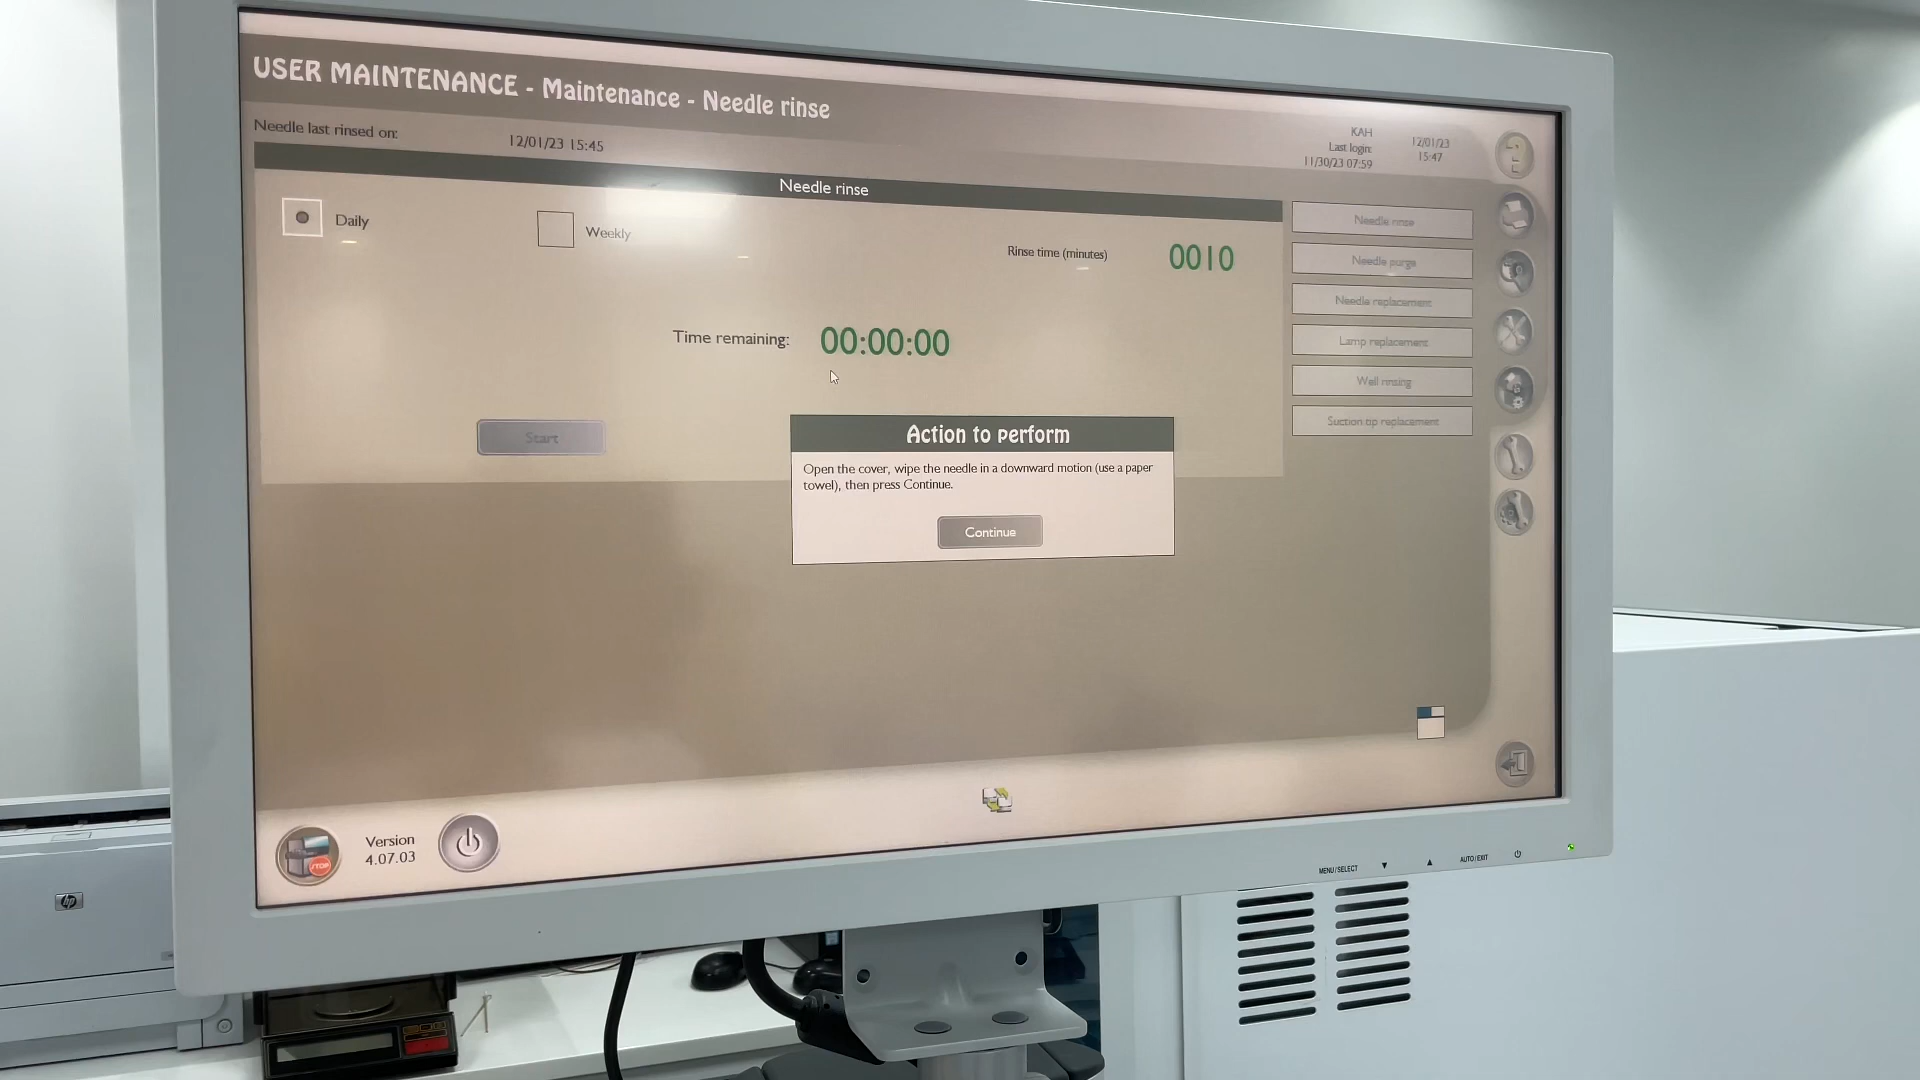 USER MAINTENANCE - Maintenance - Needle rinse
Needle last rinsed on:
12/01/23 15:45
KAH
Last login:
11/30/23 07:59
12/01/23
15:47
Needle rinse
Daily
Weekly
Rinse time (minutes)
0010
Time remaining:
00:00:00
Start
Action to perform
Open the cover, wipe the needle in a downward motion (use a paper
towel), then press Continue.
Continue
Needle rinse
Needle purge
Needle replacement
Lamp replacement
Well rinsing
Suction tip replacement
STOP
Version
4.07.03
MENU/SELECT
AUTO/EXIT
hp